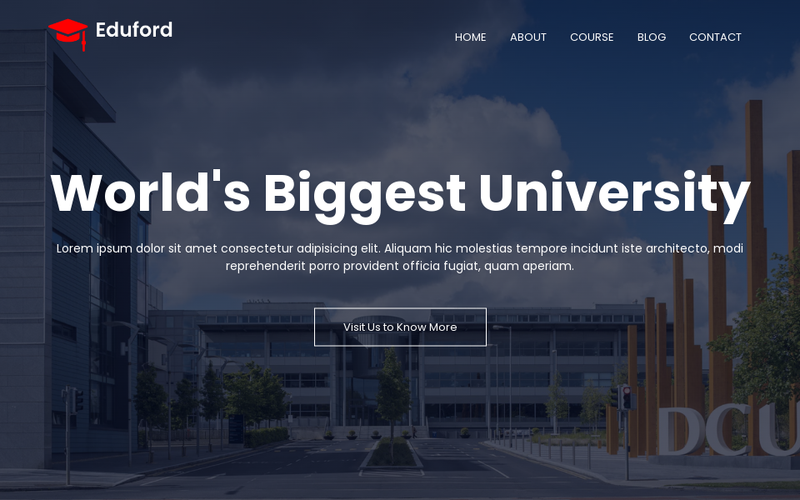 Eduford
HOME ABOUT COURSE BLOG CONTACT
World's Biggest University
Lorem ipsum dolor sit amet consectetur adipisicing elit. Aliquam hic molestias tempore incidunt iste architecto, modi
reprehenderit porro provident officia fugiat, quam aperiam.
Visit Us to Know More
DCU